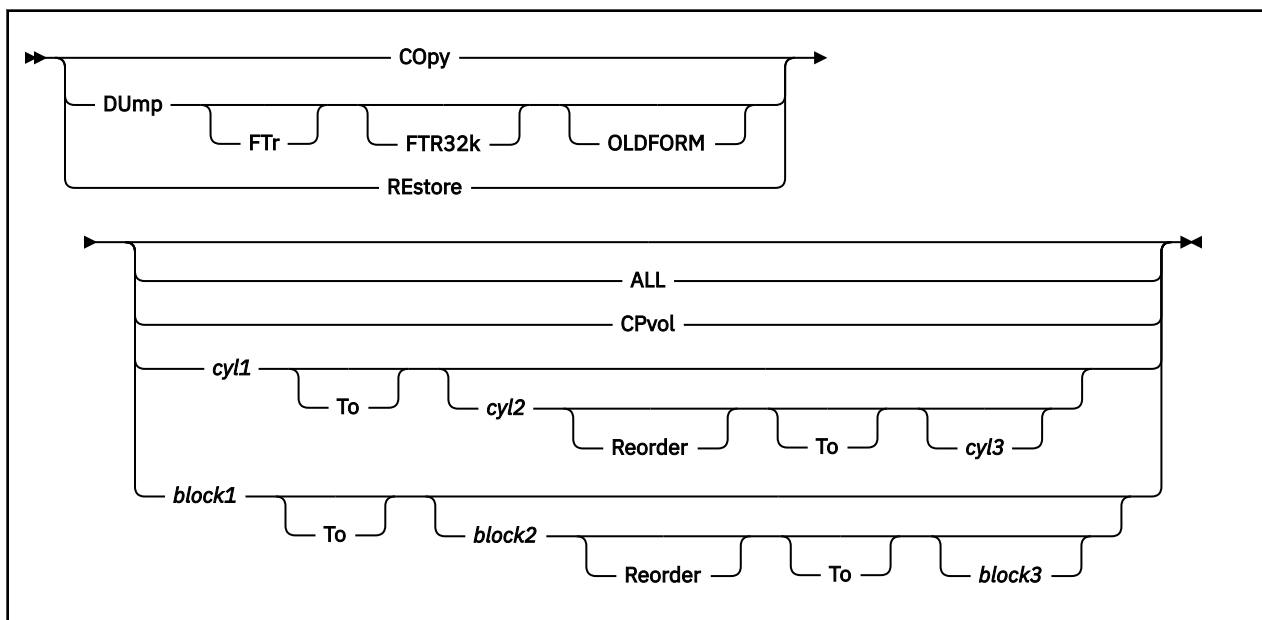 COpy
DUmp
FTr FTR32k OLDFORM
REstore
ALL
CPvol
cyl1
To cyl2
Reorder To cyl3
block1
To block2
Reorder To block3